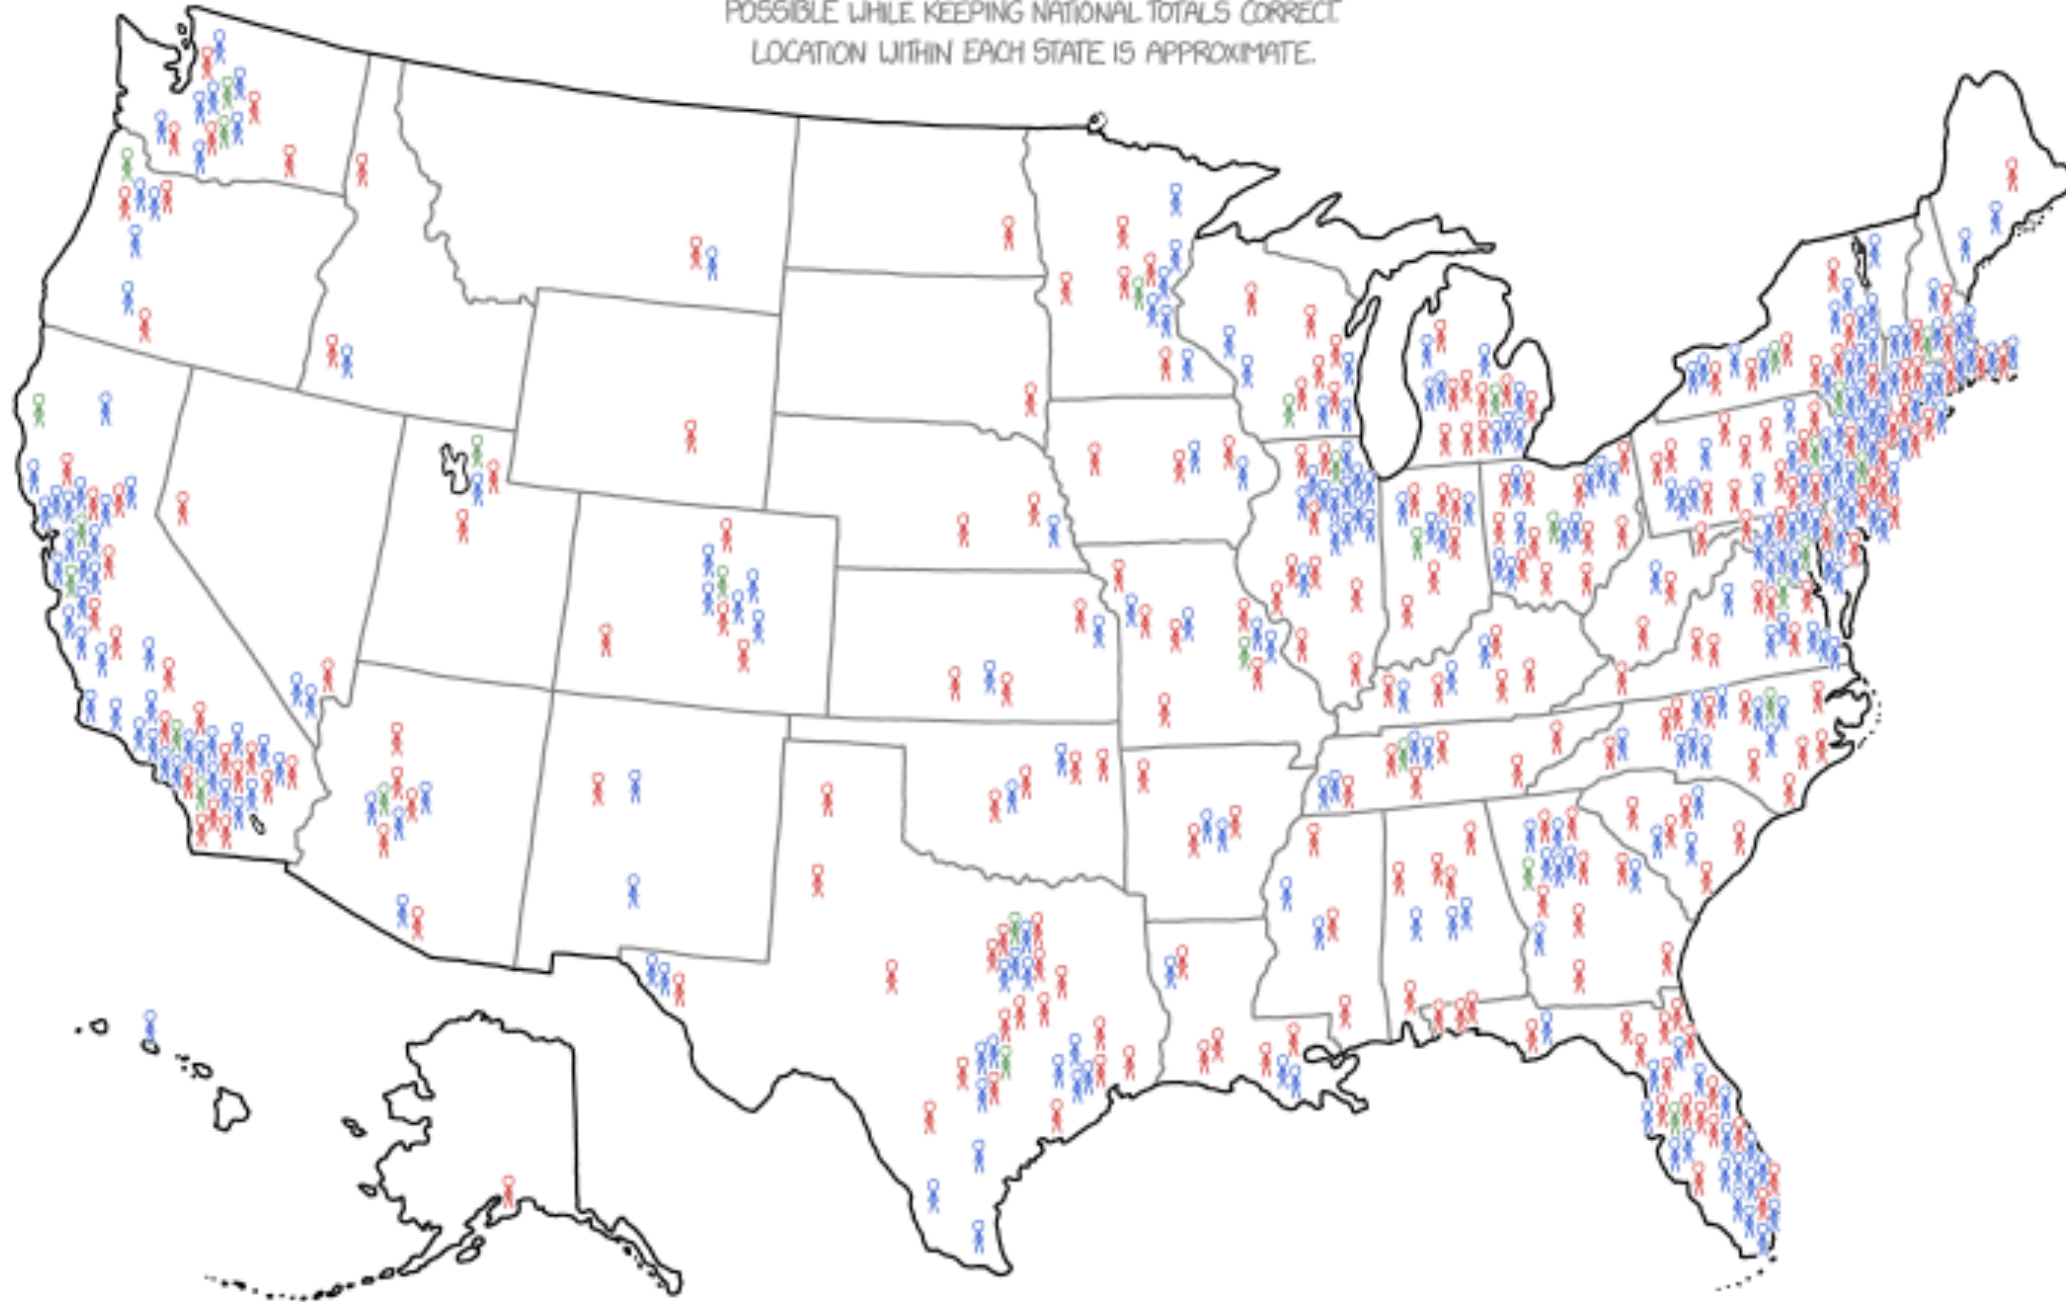 POSSIBLE WHILE KEEPING NATIONAL TOTALS CORRECT.
LOCATION WITHIN EACH STATE IS APPROXIMATE.